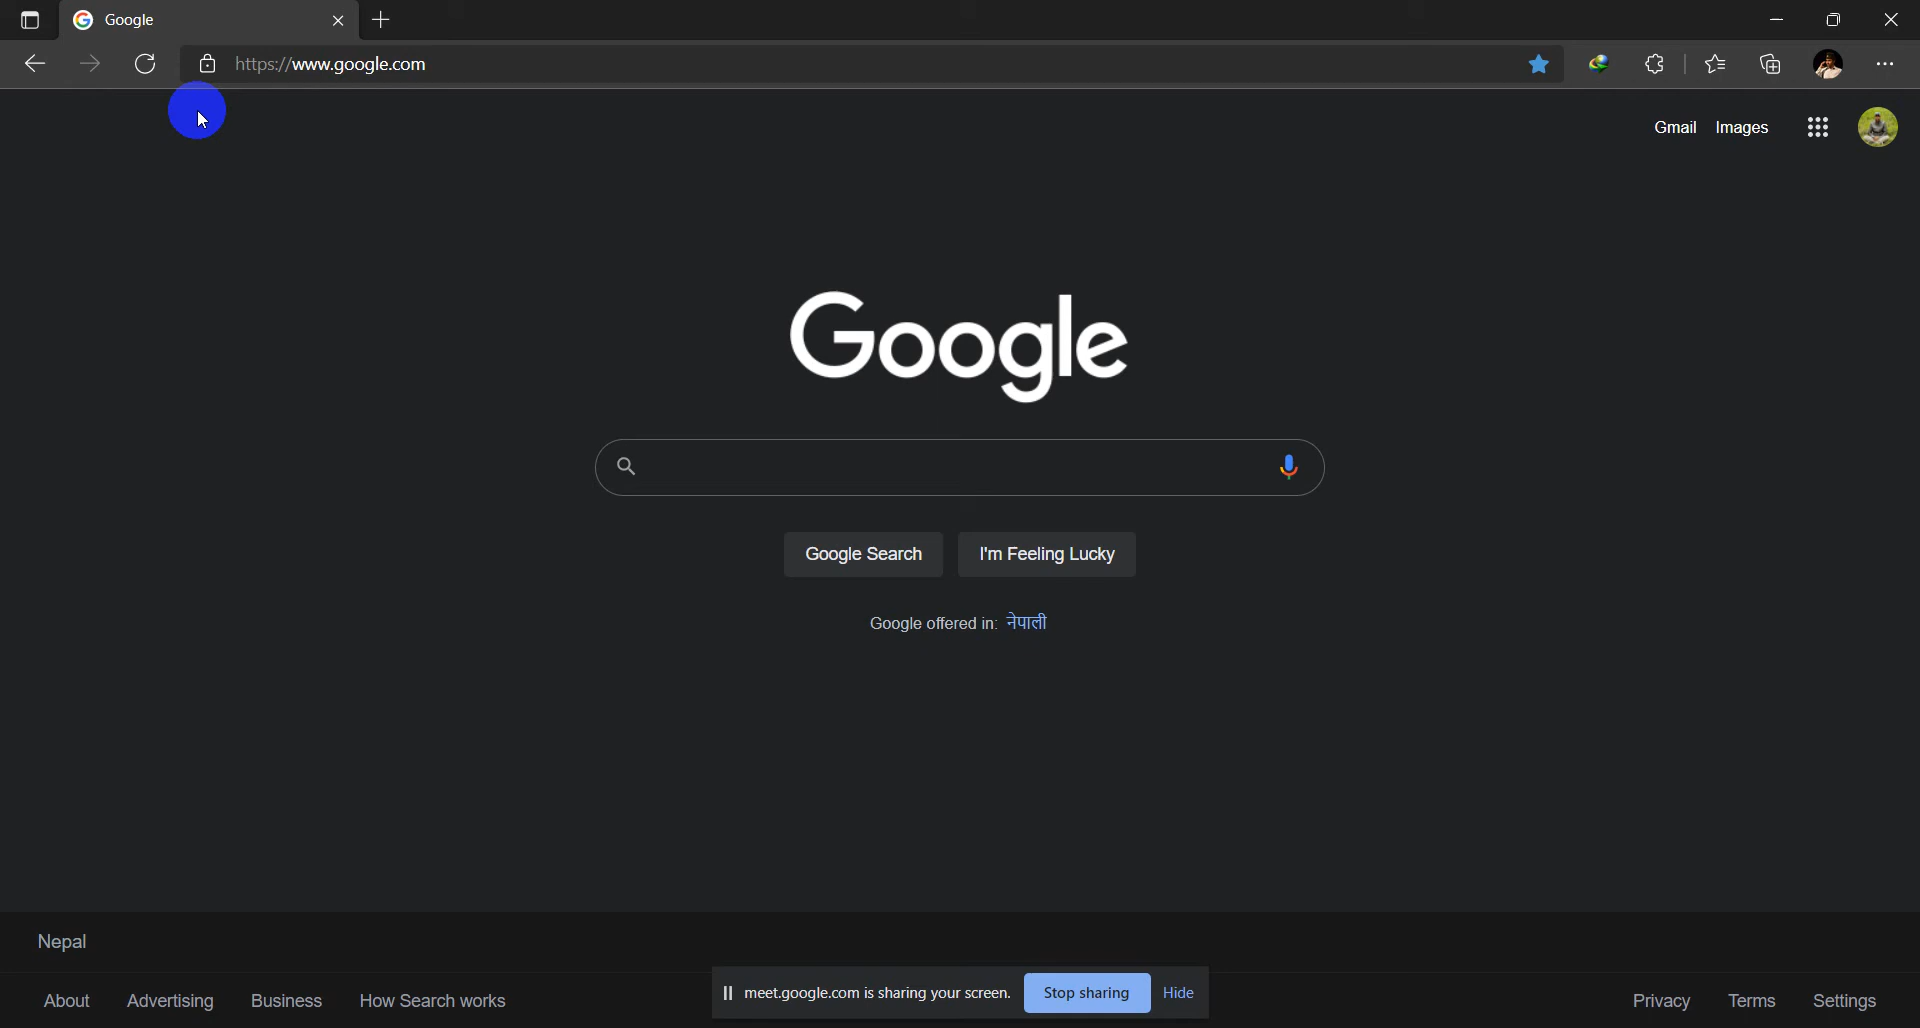 Google
https://www.google.com
Gmail Images
Google
Google Search I'm Feeling Lucky
Google offered in: नेपाली
Nepal
About Advertising Business How Search works
meet.google.com is sharing your screen. Stop sharing Hide
Privacy Terms Settings